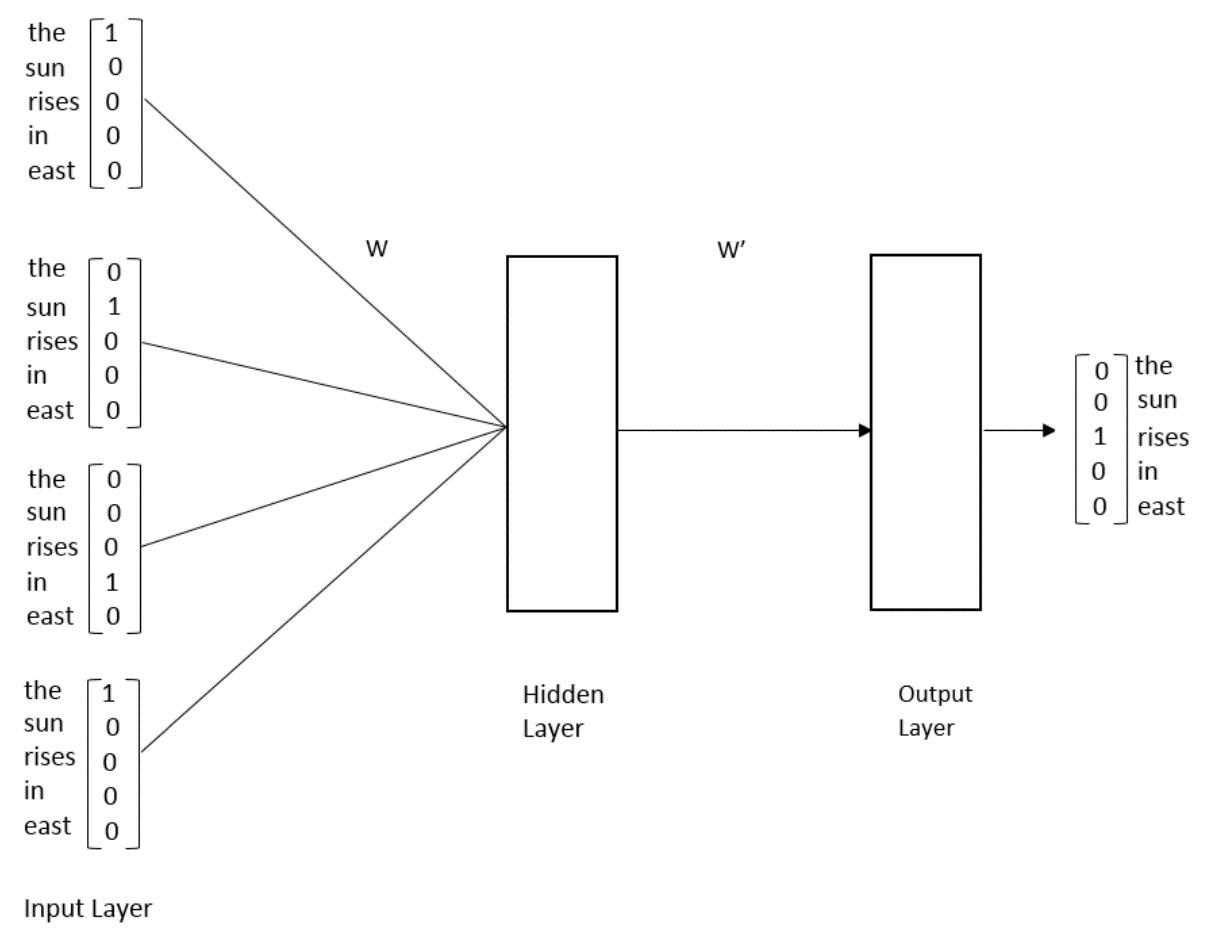 the 1
sun 0
rises 0
in 0
east 0
W
W’
the 0
sun 1
rises 0
in 0
east 0
0 the
0 sun
1 rises
0 in
0 east
the 0
sun 0
rises 0
in 1
east 0
the 1
sun 0
rises 0
in 0
east 0
Hidden
Layer
Output
Layer
Input Layer